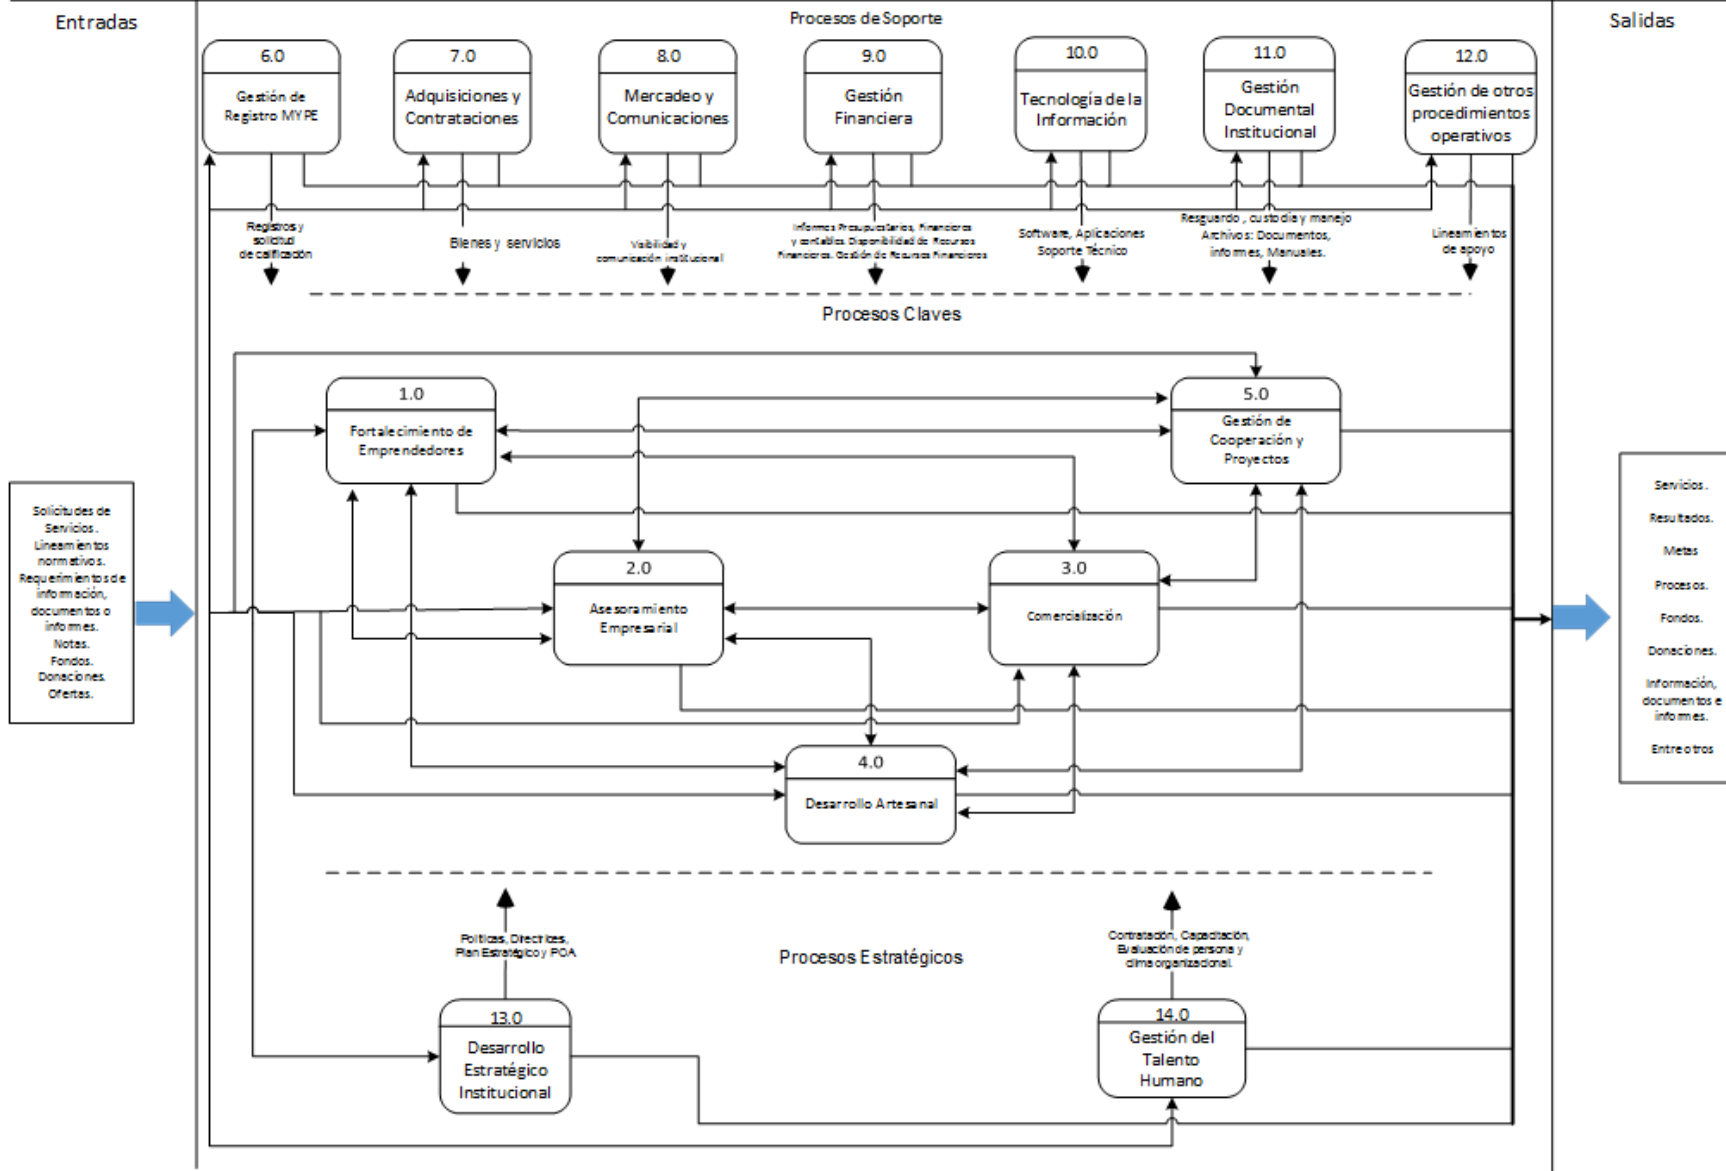 Entradas
Procesos de Soporte
Salidas
6.0
Gestión de
Registro MYPE
7.0
Adquisiciones y
Contrataciones
8.0
Mercadeo y
Comunicaciones
9.0
Gestión
Financiera
10.0
Tecnología de la
Información
11.0
Gestión
Documental
Institucional
12.0
Gestión de otros
procedimientos
operativos
Registros y
solicitud
de calificación
Bienes y servicios
Visibilidad y
comunicación institucional
Informes Presupuestarios, Financieros
y contables. Disponibilidad de Recursos
Financieros. Gestión de Recursos Financieros
Software, Aplicaciones
Soporte Técnico
Resguardo , custodia y manejo
Archivos: Documentos,
informes, Manuales.
Lineamientos
de apoyo
Procesos Claves
1.0
Fortalecimiento de
Emprendedores
5.0
Gestión de
Cooperación y
Proyectos
2.0
Asesoramiento
Empresarial
3.0
Comercialización
4.0
Desarrollo Artesanal
Solicitudes de
Servicios.
Lineamientos
normativos.
Requerimientos de
información,
documentos o
informes.
Notas.
Fondos.
Donaciones.
Ofertas.
Servicios.
Resultados.
Metas
Procesos.
Fondos.
Donaciones.
Información,
documentos e
informes.
Entre otros
Políticas, Directrices,
Plan Estratégico y POA
Procesos Estratégicos
Contratación, Capacitación,
Evaluación de persona y
clima organizacional.
13.0
Desarrollo
Estratégico
Institucional
14.0
Gestión del
Talento
Humano